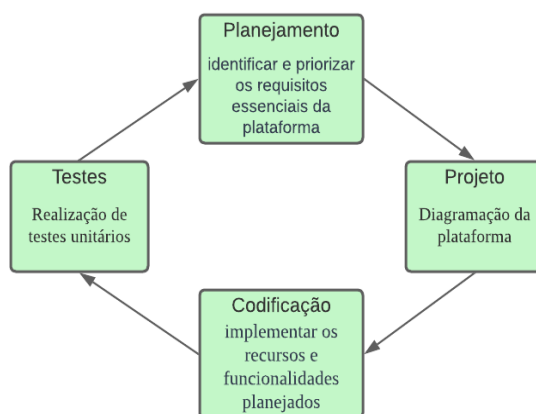 Planejamento
identificar e priorizar
os requisitos
essenciais da
plataforma
Testes
Realização de
testes unitários
Projeto
Diagramação da
plataforma
Codificação
implementar os
recursos e
funcionalidades
planejados